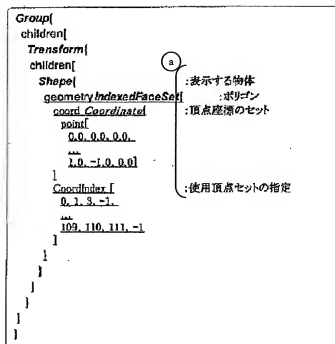 Group{
children[
Transform{
children[
a
Shape{ :表示する物体
geometry IndexedFaceSet{ :ポリゴン
coord Coordinate{ :頂点座標のセット
point[
0.0, 0.0, 0.0,
...
1.0, -1.0, 0.0]
}
CoordIndex [ :使用頂点セットの指定
0, 1, 3, -1,
...
109, 110, 111, -1
]
}
}
]
}
]
}